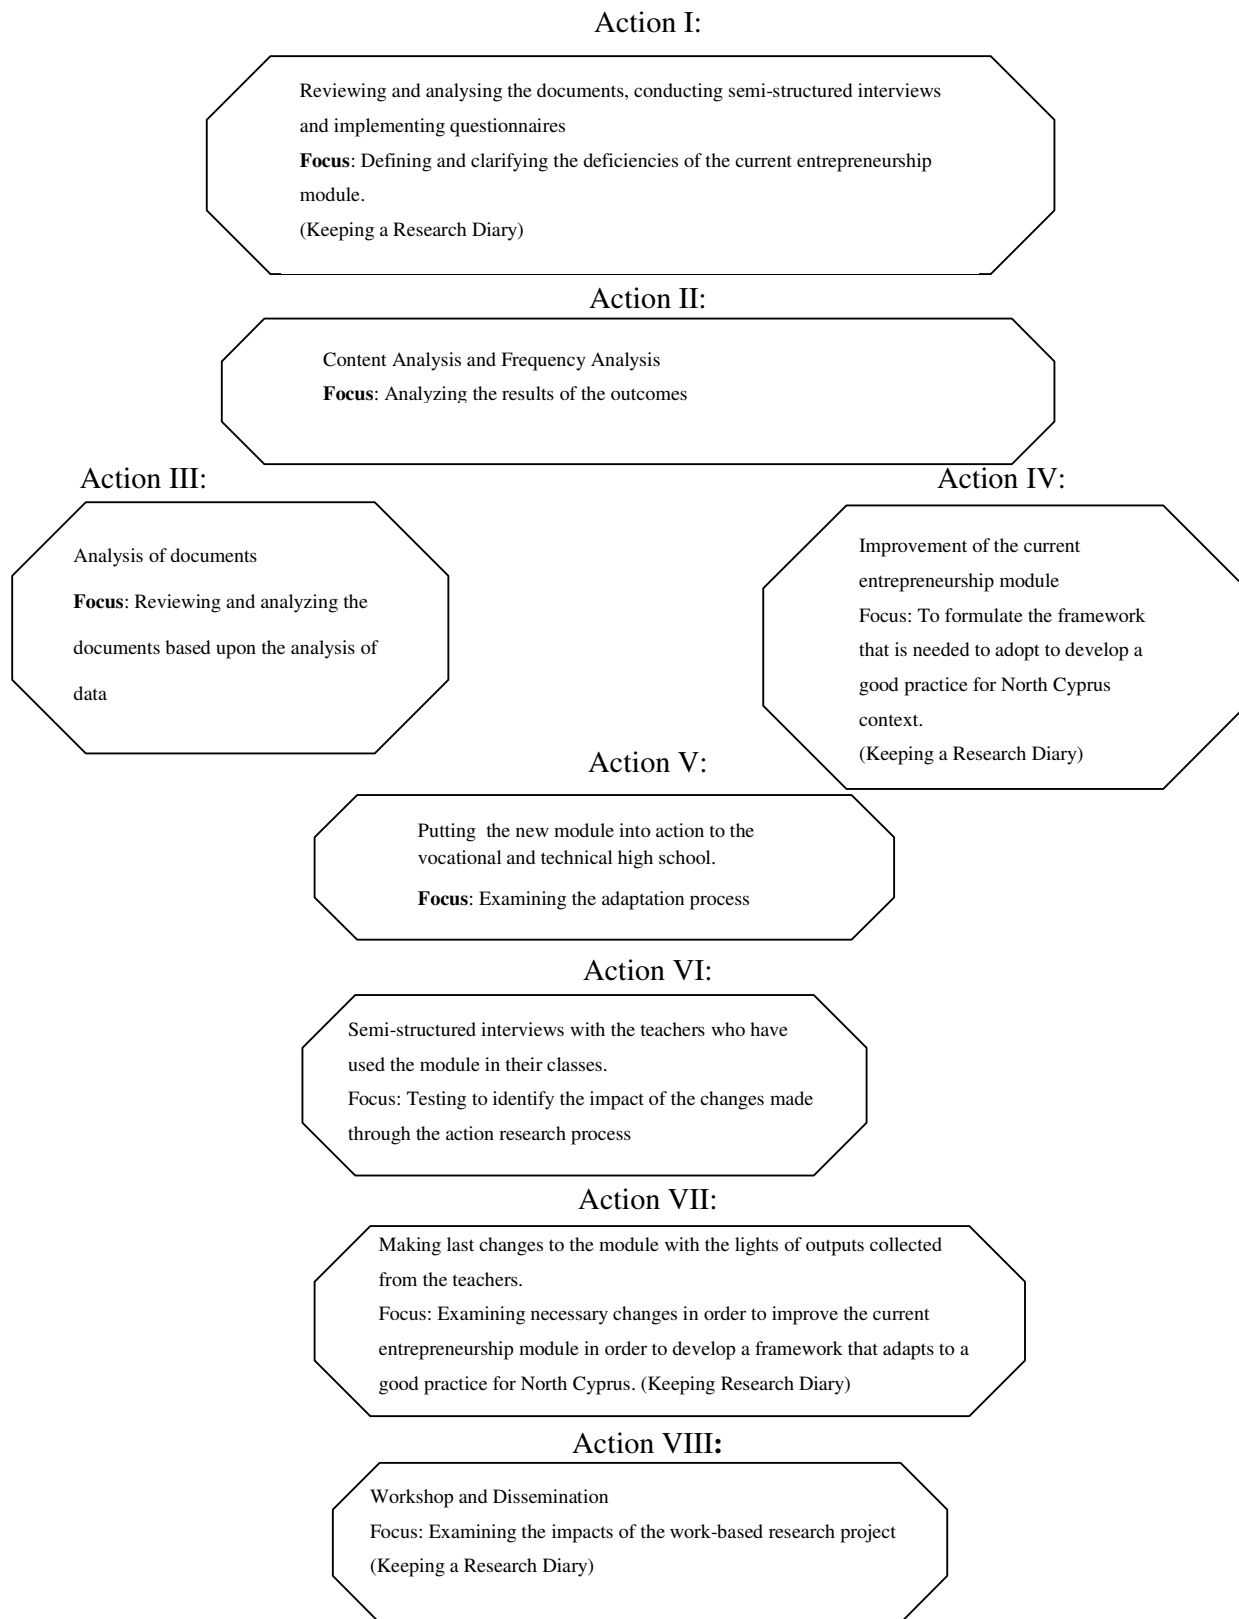 Action I:
Reviewing and analysing the documents, conducting semi-structured interviews
and implementing questionnaires
Focus: Defining and clarifying the deficiencies of the current entrepreneurship
module.
(Keeping a Research Diary)
Action II:
Content Analysis and Frequency Analysis
Focus: Analyzing the results of the outcomes
Action III:
Analysis of documents
Focus: Reviewing and analyzing the
documents based upon the analysis of
data
Action IV:
Improvement of the current
entrepreneurship module
Focus: To formulate the framework
that is needed to adopt to develop a
good practice for North Cyprus
context.
(Keeping a Research Diary)
Action V:
Putting  the new module into action to the
vocational and technical high school.
Focus: Examining the adaptation process
Action VI:
Semi-structured interviews with the teachers who have
used the module in their classes.
Focus: Testing to identify the impact of the changes made
through the action research process
Action VII:
Making last changes to the module with the lights of outputs collected
from the teachers.
Focus: Examining necessary changes in order to improve the current
entrepreneurship module in order to develop a framework that adapts to a
good practice for North Cyprus. (Keeping Research Diary)
Action VIII:
Workshop and Dissemination
Focus: Examining the impacts of the work-based research project
(Keeping a Research Diary)